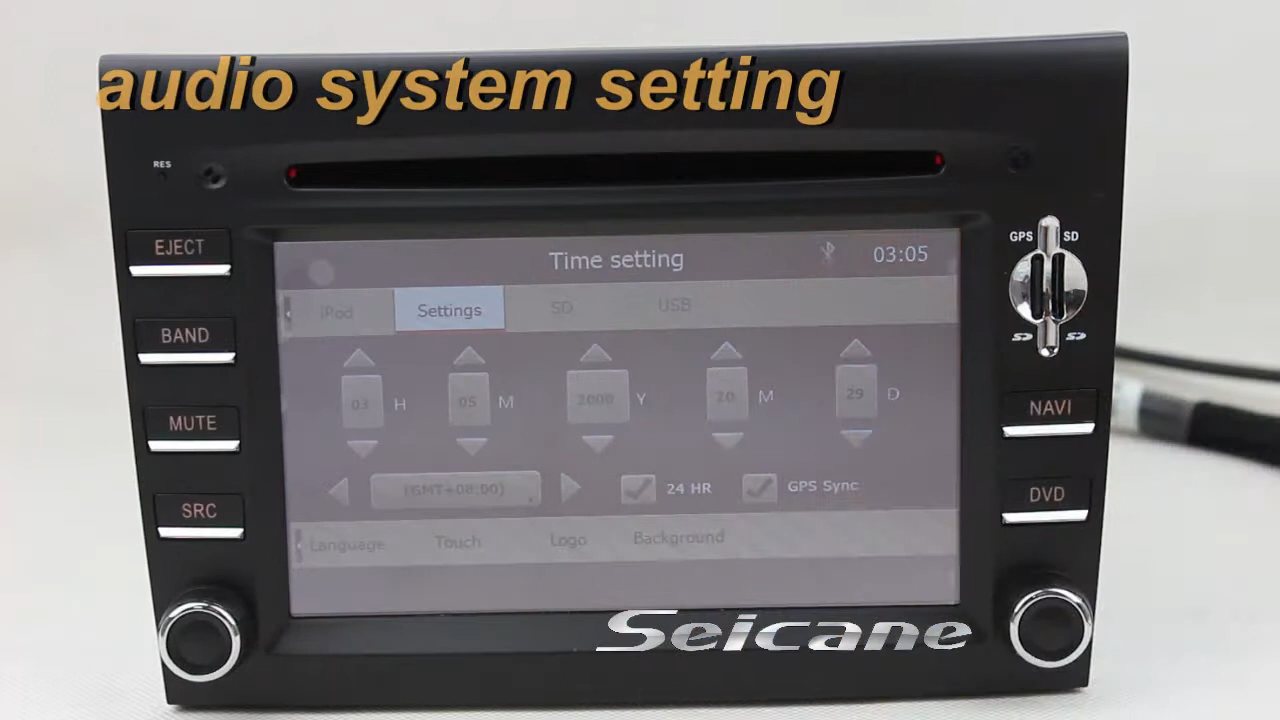 audio system setting
RES
EJECT
BAND
MUTE
SRC
Time setting
03:05
iPod Settings SD USB
03 H 05 M 2000 Y 20 M 29 D
(GMT+08:00) 24 HR GPS Sync
Language Touch Logo Background
GPS SD
NAVI
DVD
Seicane